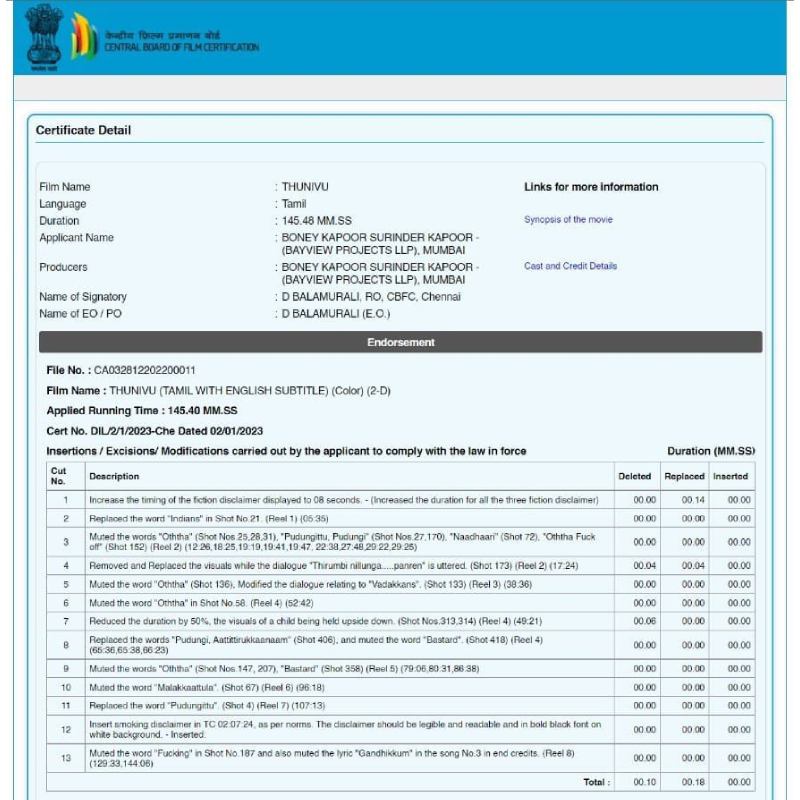 केन्द्रीय फ़िल्म प्रमाणन बोर्ड
CENTRAL BOARD OF FILM CERTIFICATION
Certificate Detail
Film Name : THUNIVU Links for more information
Language : Tamil
Duration : 145.48 MM.SS Synopsis of the movie
Applicant Name : BONEY KAPOOR SURINDER KAPOOR -
(BAYVIEW PROJECTS LLP), MUMBAI
Producers : BONEY KAPOOR SURINDER KAPOOR - Cast and Credit Details
(BAYVIEW PROJECTS LLP), MUMBAI
Name of Signatory : D BALAMURALI, RO, CBFC, Chennai
Name of EO / PO : D BALAMURALI (E.O.)
Endorsement
File No. : CA032812202200011
Film Name : THUNIVU (TAMIL WITH ENGLISH SUBTITLE) (Color) (2-D)
Applied Running Time : 145.40 MM.SS
Cert No. DIL/2/1/2023-Che Dated 02/01/2023
Insertions / Excisions/ Modifications carried out by the applicant to comply with the law in force Duration (MM.SS)
Cut
No. Description Deleted Replaced Inserted
1 Increase the timing of the fiction disclaimer displayed to 08 seconds. - (Increased the duration for all the three fiction disclaimer) 00.00 00.14 00.00
2 Replaced the word "Indians" in Shot No.21. (Reel 1) (05:35) 00.00 00.00 00.00
3 Muted the words "Oththa" (Shot Nos.25,28,31), "Pudungittu, Pudungi" (Shot Nos.27,170), "Naadhaari" (Shot 72), "Oththa Fuck
off" (Shot 152) (Reel 2) (12:26,18:25,19:19,19:41,19:47, 22:38,27:48,29:22,29:25) 00.00 00.00 00.00
4 Removed and Replaced the visuals while the dialogue "Thirumbi nillunga.....panren" is uttered. (Shot 173) (Reel 2) (17:24) 00.04 00.04 00.00
5 Muted the word "Oththa" (Shot 136), Modified the dialogue relating to "Vadakkans". (Shot 133) (Reel 3) (38:36) 00.00 00.00 00.00
6 Muted the word "Oththa" in Shot No.58. (Reel 4) (52:42) 00.00 00.00 00.00
7 Reduced the duration by 50%, the visuals of a child being held upside down. (Shot Nos.313,314) (Reel 4) (49:21) 00.06 00.00 00.00
8 Replaced the words "Pudungi, Aattittirukkaanaam" (Shot 406), and muted the word "Bastard". (Shot 418) (Reel 4)
(65:36,65:38,66:23) 00.00 00.00 00.00
9 Muted the words "Oththa" (Shot Nos.147, 207), "Bastard" (Shot 358) (Reel 5) (79:06,80:31,86:38) 00.00 00.00 00.00
10 Muted the word "Malakkaattula". (Shot 67) (Reel 6) (96:18) 00.00 00.00 00.00
11 Replaced the word "Pudungittu". (Shot 4) (Reel 7) (107:13) 00.00 00.00 00.00
12 Insert smoking disclaimer in TC 02:07:24, as per norms. The disclaimer should be legible and readable and in bold black font on
white background. - Inserted. 00.00 00.00 00.00
13 Muted the word "Fucking" in Shot No.187 and also muted the lyric "Gandhikkum" in the song No.3 in end credits. (Reel 8)
(129:33,144:06) 00.00 00.00 00.00
Total : 00.10 00.18 00.00